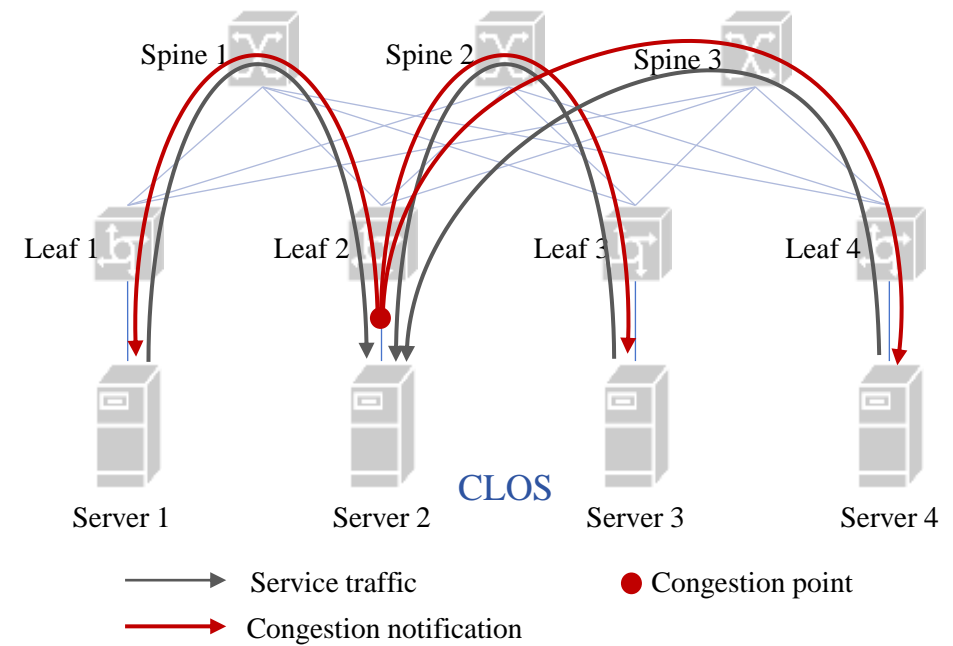 Spine 1
Spine 2
Spine 3
Leaf 1
Leaf 2
Leaf 3
Leaf 4
CLOS
Server 1
Server 2
Server 3
Server 4
Service traffic
Congestion point
Congestion notification